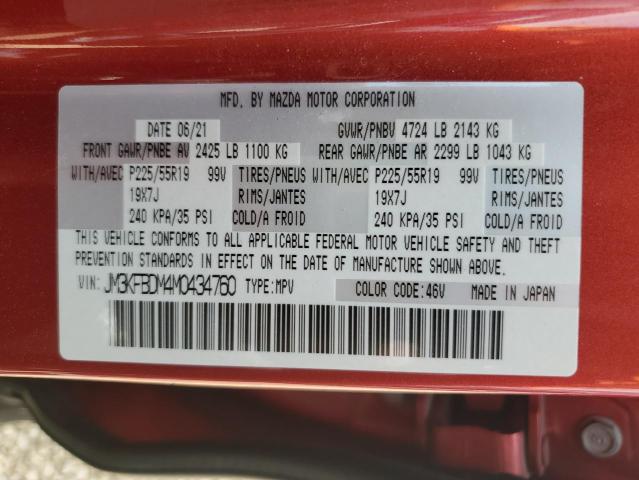 MFD. BY MAZDA MOTOR CORPORATION
DATE 06/21 GVWR/PNBV 4724 LB 2143 KG
FRONT GAWR/PNBE AV 2425 LB 1100 KG REAR GAWR/PNBE AR 2299 LB 1043 KG
WITH/AVEC P225/55R19 99V TIRES/PNEUS WITH/AVEC P225/55R19 99V TIRES/PNEUS
19X7J RIMS/JANTES 19X7J RIMS/JANTES
240 KPA/35 PSI COLD/A FROID 240 KPA/35 PSI COLD/A FROID
THIS VEHICLE CONFORMS TO ALL APPLICABLE FEDERAL MOTOR VEHICLE SAFETY AND THEFT
PREVENTION STANDARDS IN EFFECT ON THE DATE OF MANUFACTURE SHOWN ABOVE.
VIN: JM3KFBDM4M0434760 TYPE:MPV COLOR CODE:46V MADE IN JAPAN